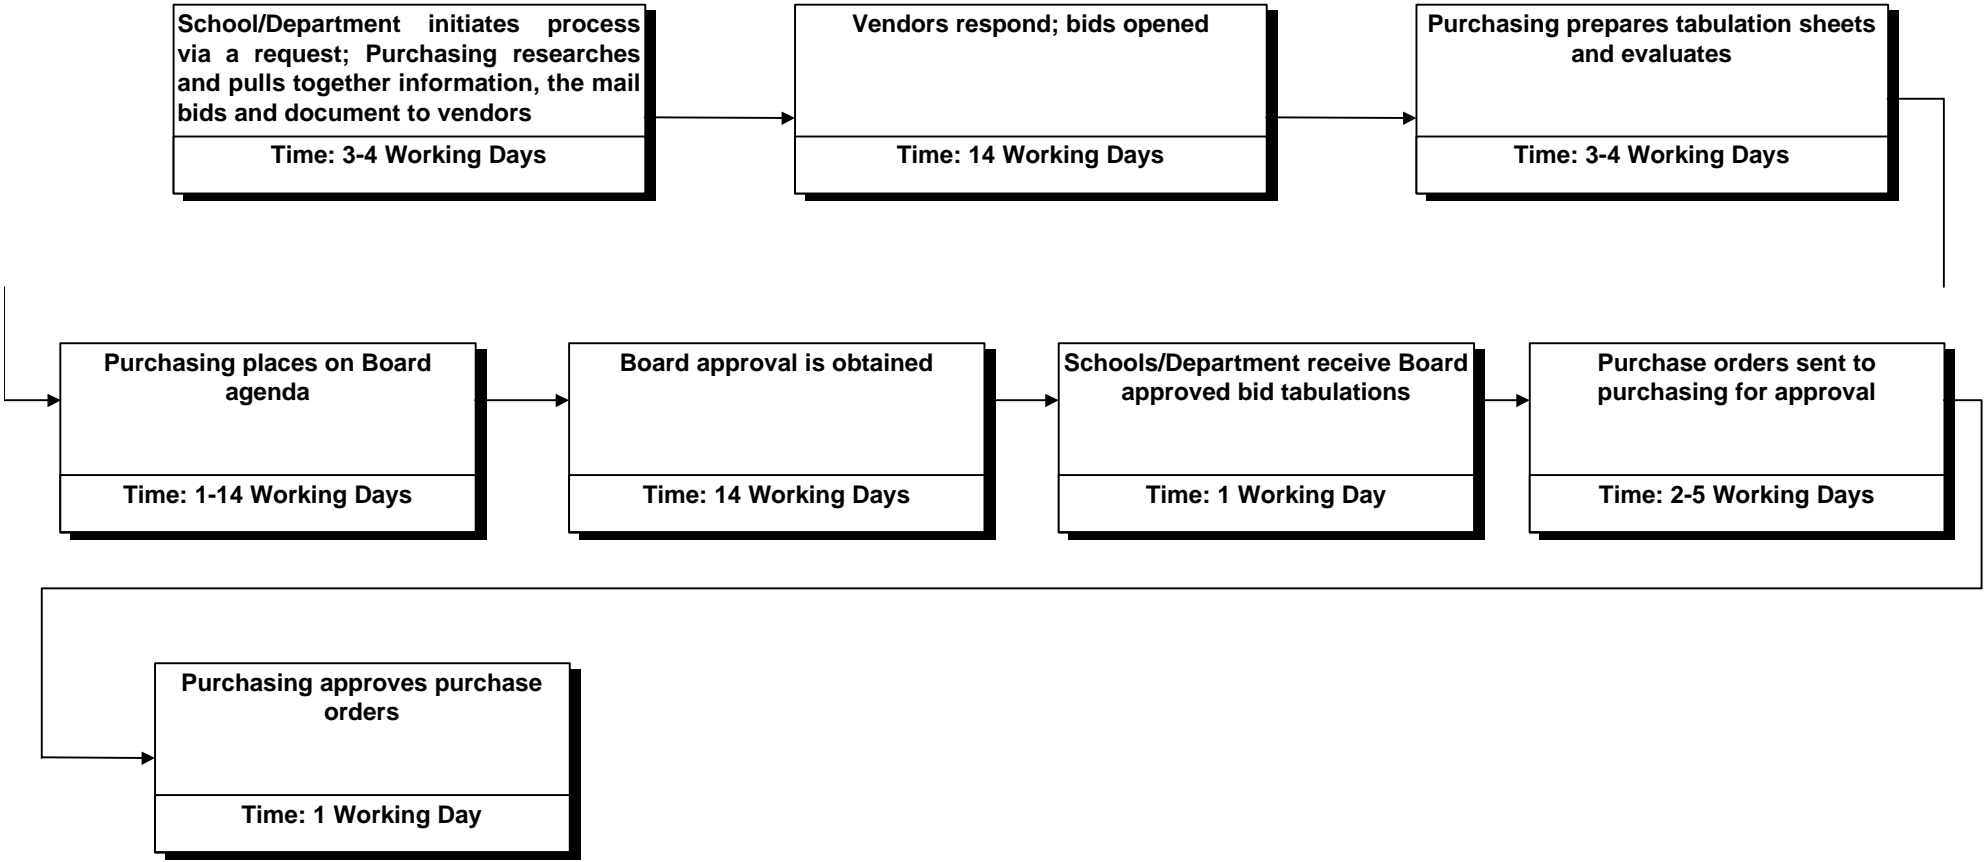 School/Department initiates process
via a request; Purchasing researches
and pulls together information, the mail
bids and document to vendors
Time: 3-4 Working Days
Vendors respond; bids opened
Time: 14 Working Days
Purchasing prepares tabulation sheets
and evaluates
Time: 3-4 Working Days
Purchasing places on Board
agenda
Time: 1-14 Working Days
Board approval is obtained
Time: 14 Working Days
Schools/Department receive Board
approved bid tabulations
Time: 1 Working Day
Purchase orders sent to
purchasing for approval
Time: 2-5 Working Days
Purchasing approves purchase
orders
Time: 1 Working Day